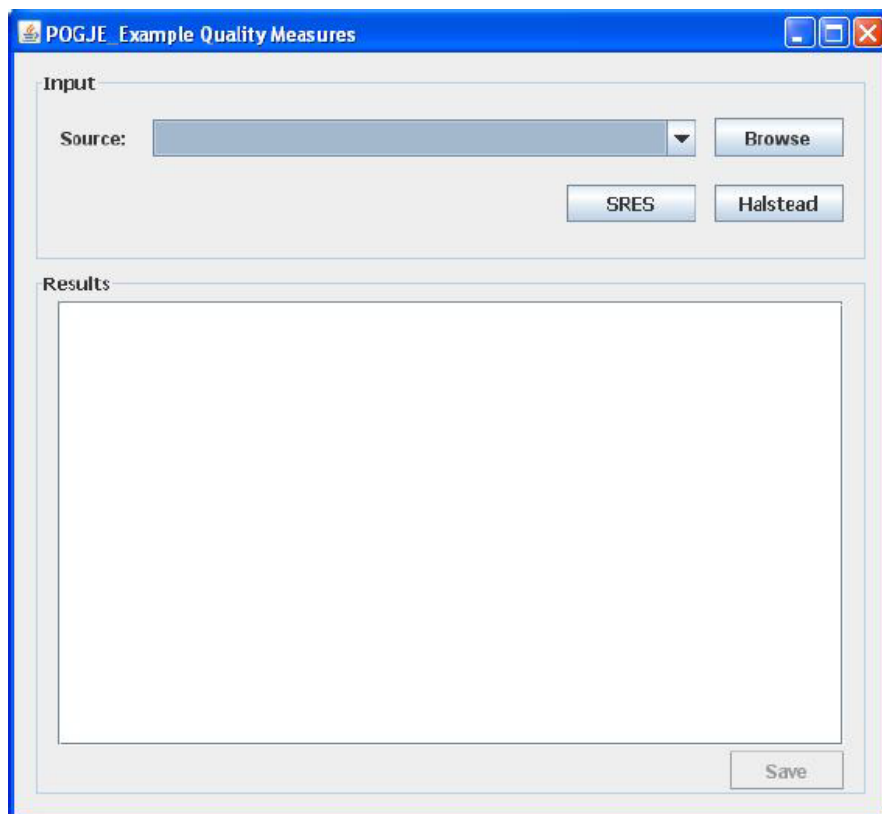 POGJE_Example Quality Measures
Input
Source:
Browse
SRES
Halstead
Results
Save